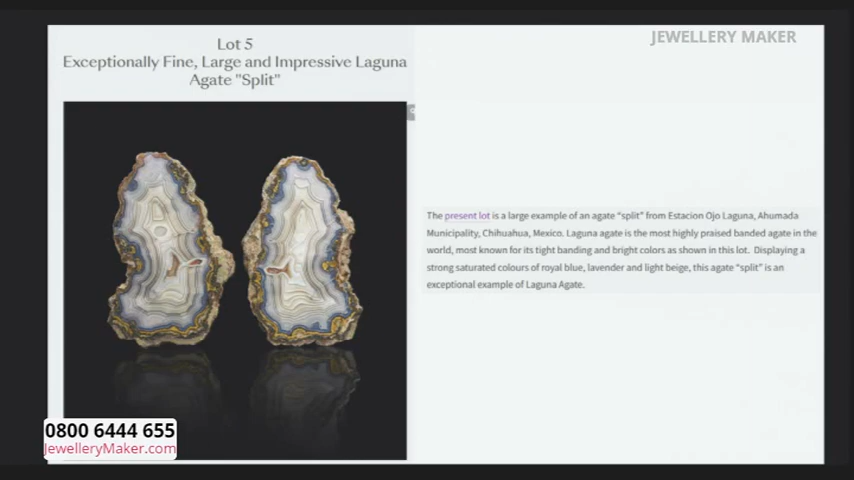 JEWELLERY MAKER
Lot 5
Exceptionally Fine, Large and Impressive Laguna
Agate "Split"
The present lot is a large example of an agate “split” from Estacion Ojo Laguna, Ahumada
Municipality, Chihuahua, Mexico. Laguna agate is the most highly praised banded agate in the
world, most known for its tight banding and bright colors as shown in this lot. Displaying a
strong saturated colours of royal blue, lavender and light beige, this agate “split” is an
exceptional example of Laguna Agate.
0800 6444 655
JewelleryMaker.com